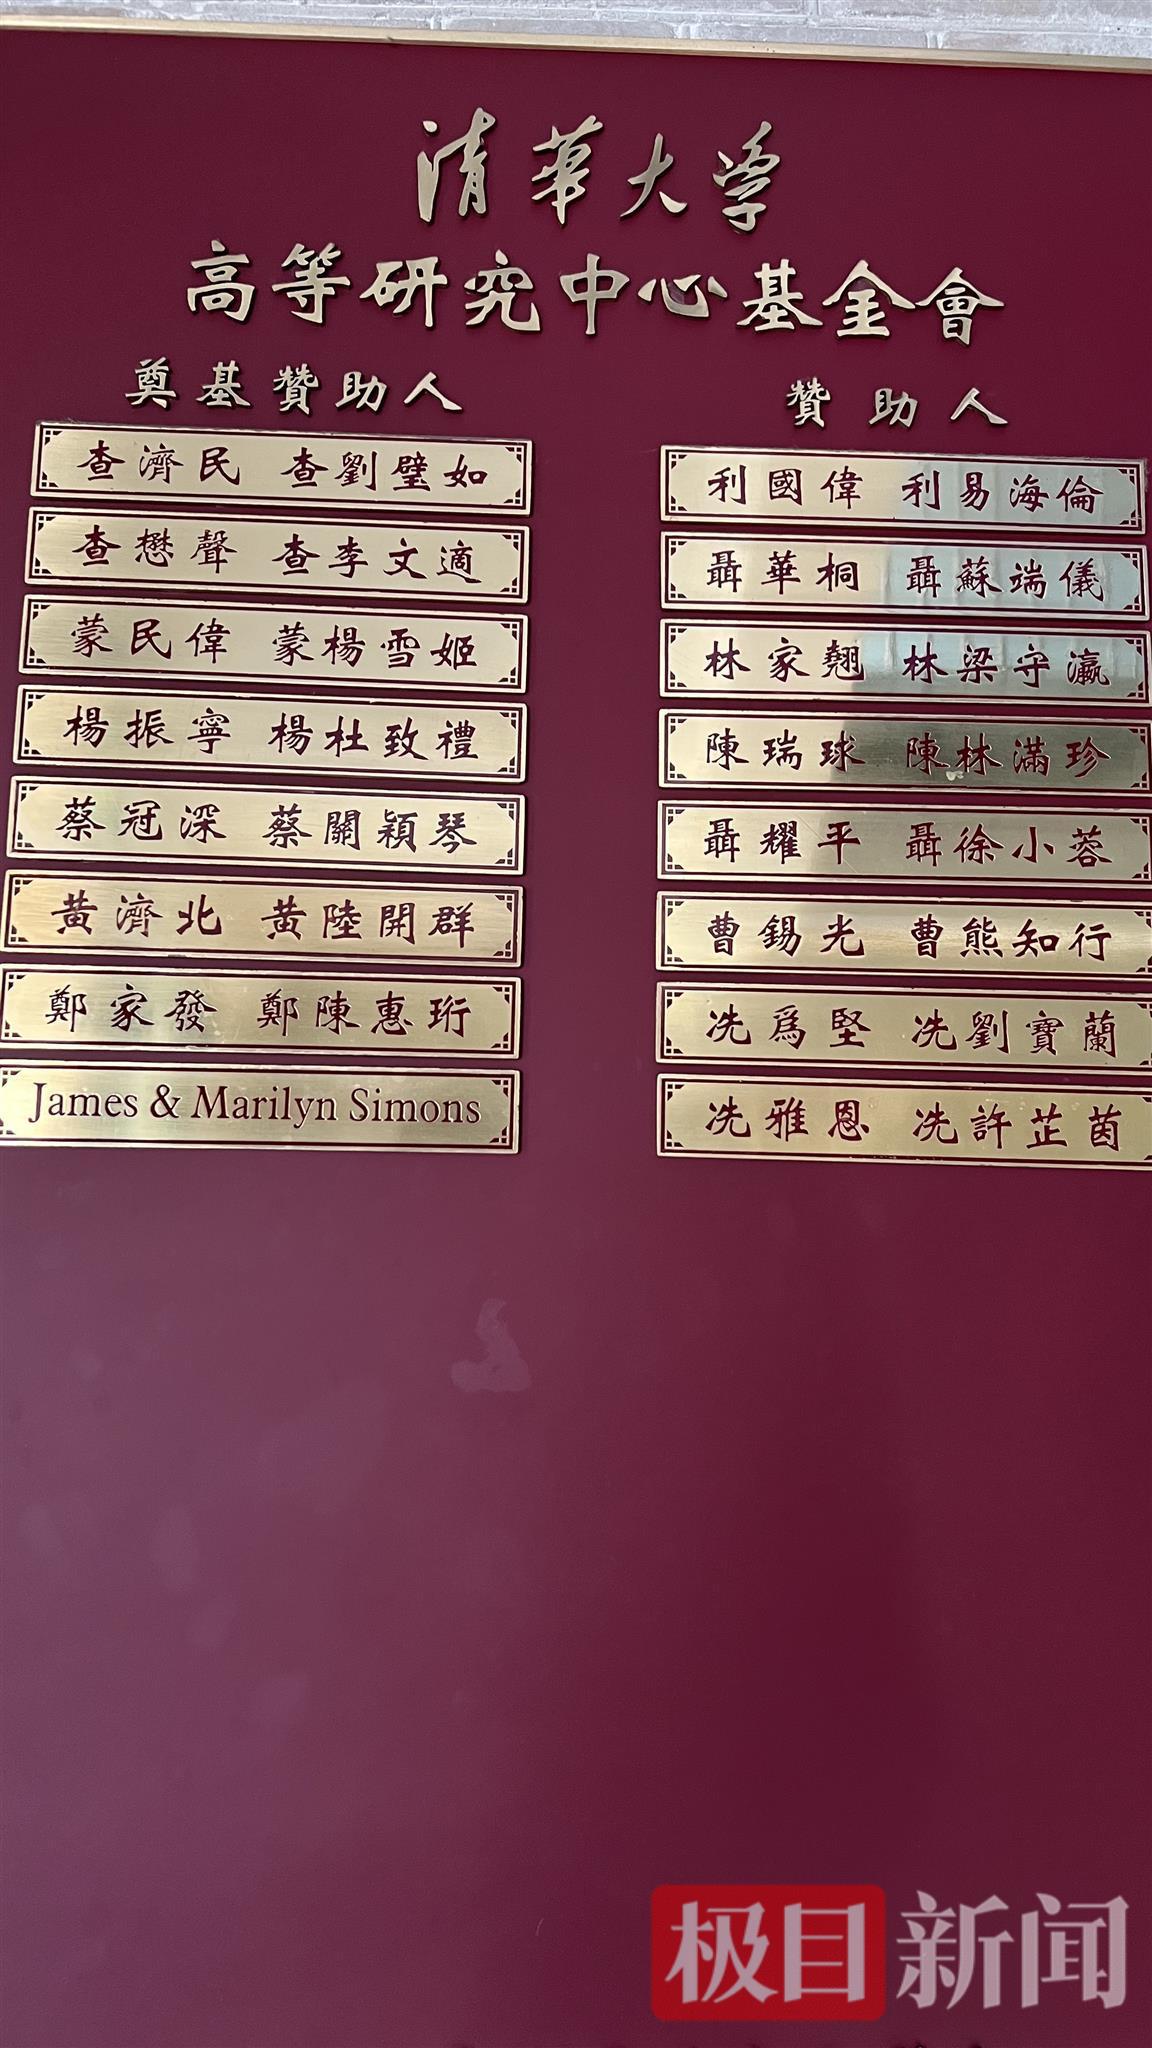 清華大学
高等研究中心基金會
奠基贊助人
查濟民 查劉璧如
查懋聲 查李文適
蒙民偉 蒙楊雪姬
楊振寧 楊杜致禮
蔡冠深 蔡關穎琴
黃濟北 黃陸開群
鄭家發 鄭陳惠珩
James & Marilyn Simons
贊助人
利國偉 利易海倫
聶華桐 聶蘇端儀
林家翹 林梁守瀛
陳瑞球 陳林滿珍
聶耀平 聶徐小蓉
曹錫光 曹熊知行
冼爲堅 冼劉寶蘭
冼雅恩 冼許芷茵
极目新闻